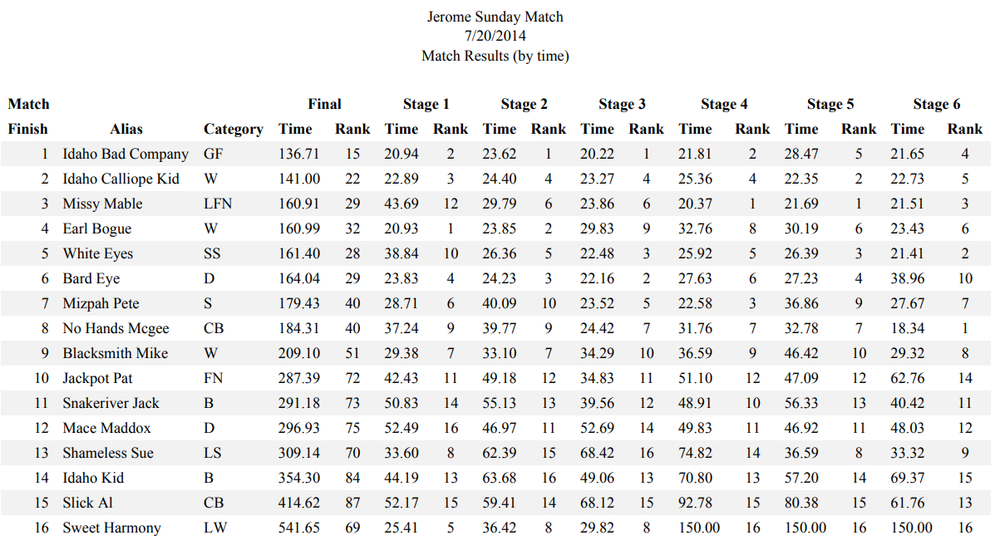 Jerome Sunday Match
7/20/2014
Match Results (by time)
Match Final Stage 1 Stage 2 Stage 3 Stage 4 Stage 5 Stage 6
Finish Alias Category Time Rank Time Rank Time Rank Time Rank Time Rank Time Rank Time Rank
1 Idaho Bad Company GF 136.71 15 20.94 2 23.62 1 20.22 1 21.81 2 28.47 5 21.65 4
2 Idaho Calliope Kid W 141.00 22 22.89 3 24.40 4 23.27 4 25.36 4 22.35 2 22.73 5
3 Missy Mable LFN 160.91 29 43.69 12 29.79 6 23.86 6 20.37 1 21.69 1 21.51 3
4 Earl Bogue W 160.99 32 20.93 1 23.85 2 29.83 9 32.76 8 30.19 6 23.43 6
5 White Eyes SS 161.40 28 38.84 10 26.36 5 22.48 3 25.92 5 26.39 3 21.41 2
6 Bard Eye D 164.04 29 23.83 4 24.23 3 22.16 2 27.63 6 27.23 4 38.96 10
7 Mizpah Pete S 179.43 40 28.71 6 40.09 10 23.52 5 22.58 3 36.86 9 27.67 7
8 No Hands Mcgee CB 184.31 40 37.24 9 39.77 9 24.42 7 31.76 7 32.78 7 18.34 1
9 Blacksmith Mike W 209.10 51 29.38 7 33.10 7 34.29 10 36.59 9 46.42 10 29.32 8
10 Jackpot Pat FN 287.39 72 42.43 11 49.18 12 34.83 11 51.10 12 47.09 12 62.76 14
11 Snakeriver Jack B 291.18 73 50.83 14 55.13 13 39.56 12 48.91 10 56.33 13 40.42 11
12 Mace Maddox D 296.93 75 52.49 16 46.97 11 52.69 14 49.83 11 46.92 11 48.03 12
13 Shameless Sue LS 309.14 70 33.60 8 62.39 15 68.42 16 74.82 14 36.59 8 33.32 9
14 Idaho Kid B 354.30 84 44.19 13 63.68 16 49.06 13 70.80 13 57.20 14 69.37 15
15 Slick Al CB 414.62 87 52.17 15 59.41 14 68.12 15 92.78 15 80.38 15 61.76 13
16 Sweet Harmony LW 541.65 69 25.41 5 36.42 8 29.82 8 150.00 16 150.00 16 150.00 16